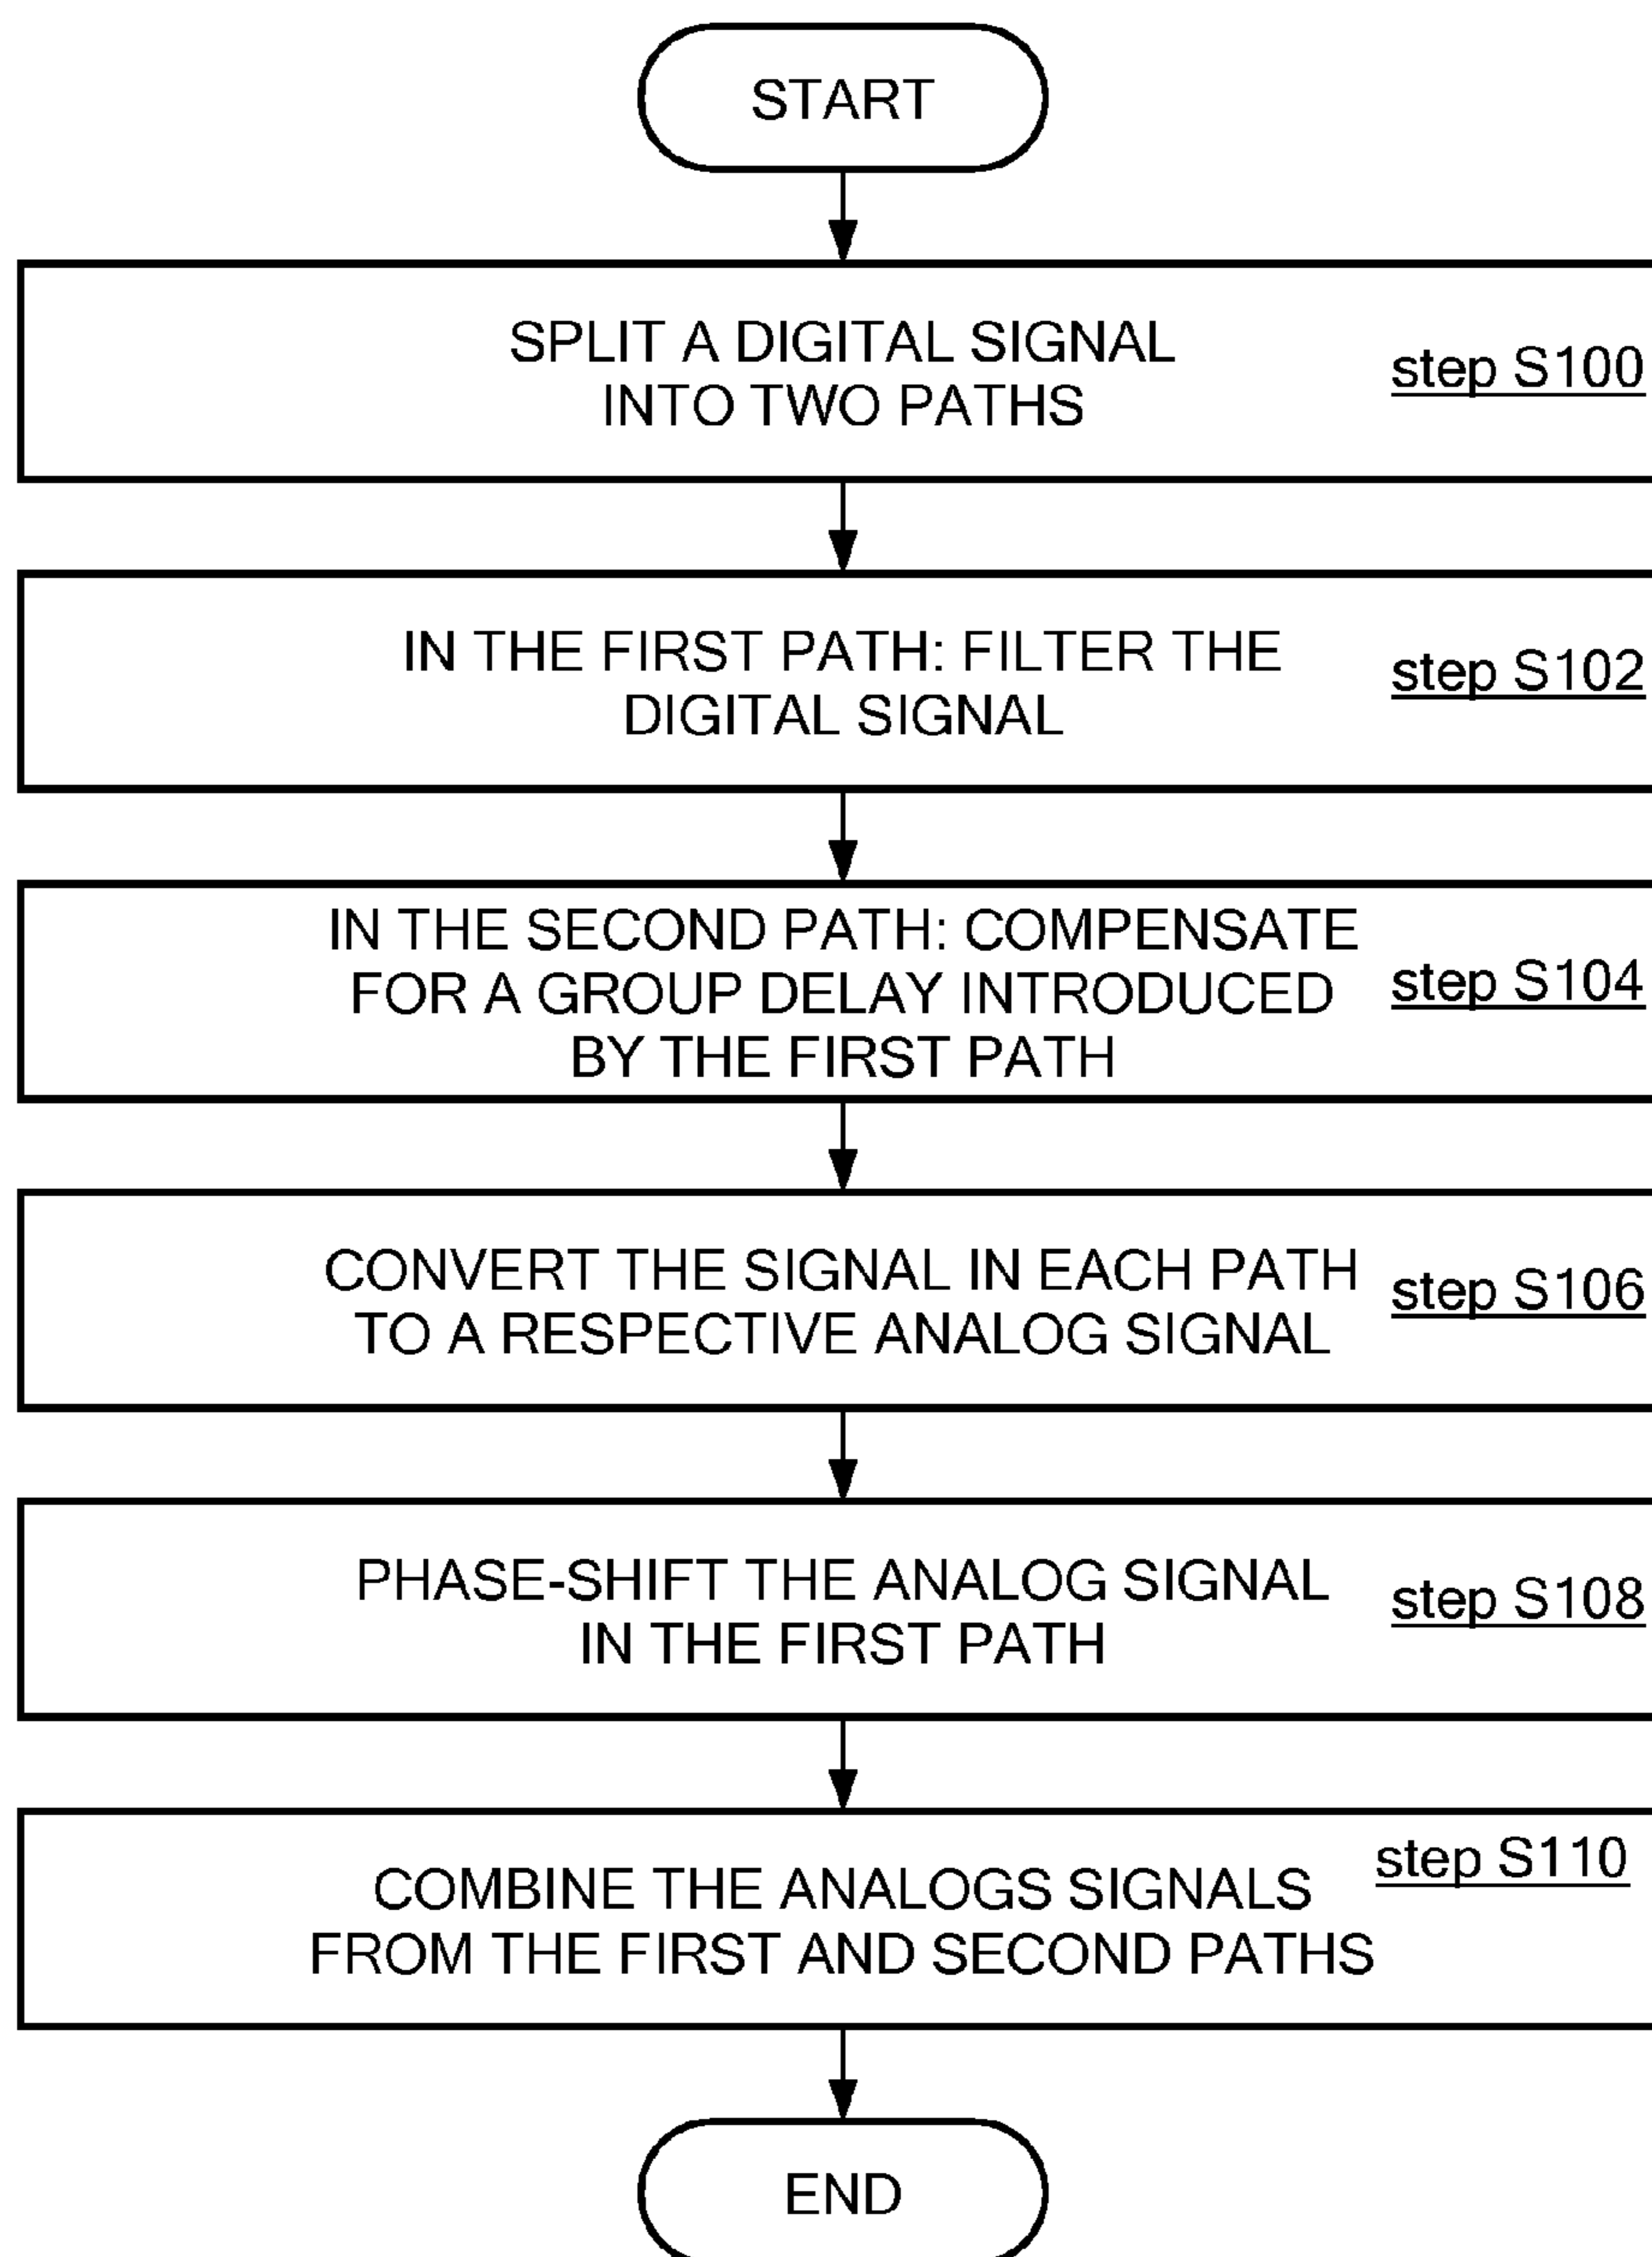 START
SPLIT A DIGITAL SIGNAL
INTO TWO PATHS
step S100
IN THE FIRST PATH: FILTER THE
DIGITAL SIGNAL
step S102
IN THE SECOND PATH: COMPENSATE
FOR A GROUP DELAY INTRODUCED
BY THE FIRST PATH
step S104
CONVERT THE SIGNAL IN EACH PATH
TO A RESPECTIVE ANALOG SIGNAL
step S106
PHASE-SHIFT THE ANALOG SIGNAL
IN THE FIRST PATH
step S108
COMBINE THE ANALOGS SIGNALS
FROM THE FIRST AND SECOND PATHS
step S110
END